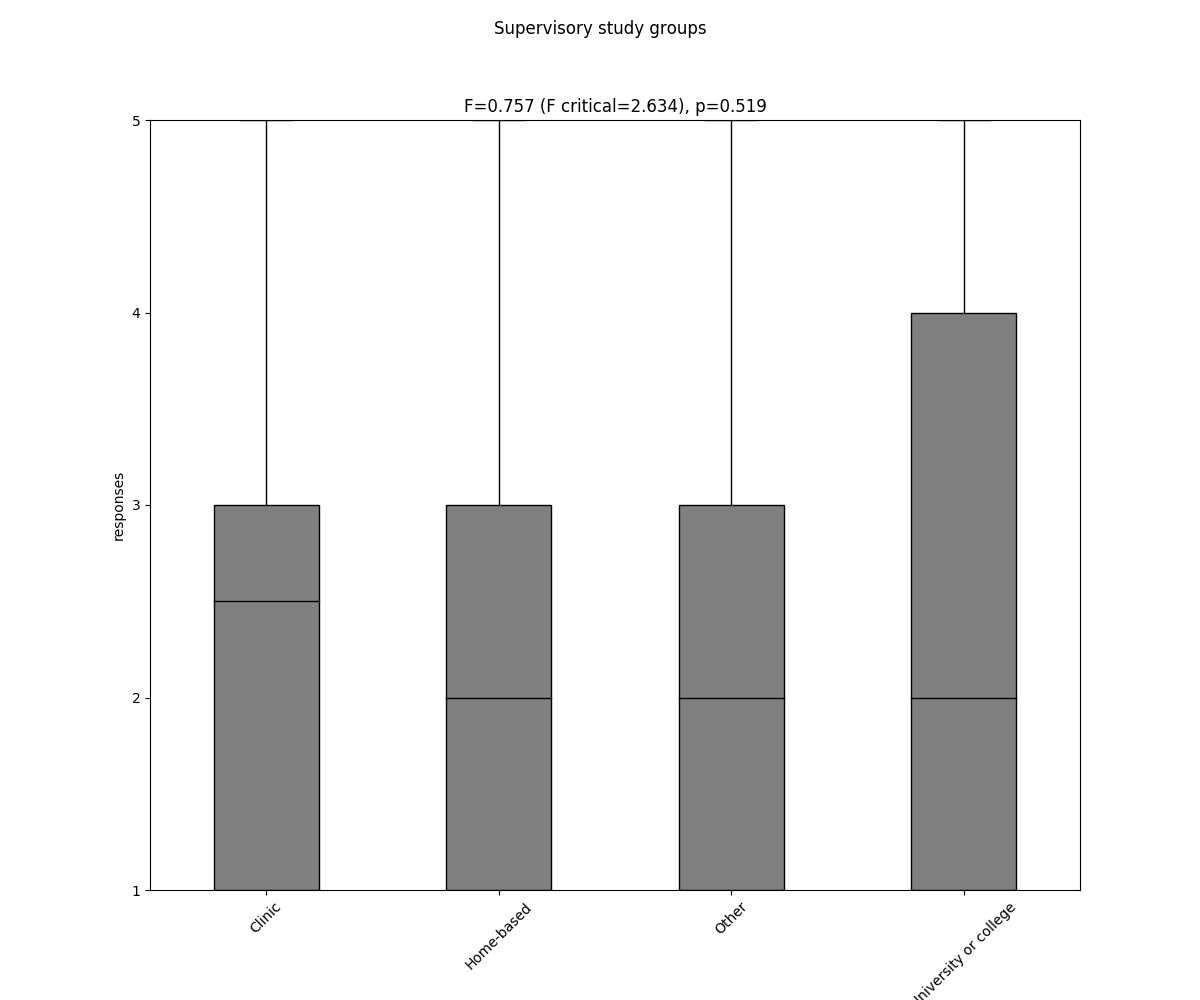 Supervisory study groups
F=0.757 (F critical=2.634), p=0.519
5
4
3
2
1
responses
Clinic
Home-based
Other
niversity or college